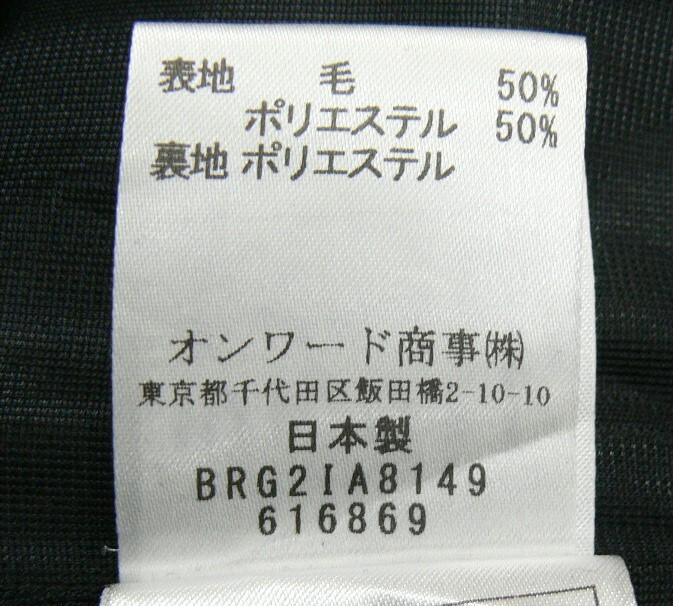 表地 毛 50%
ポリエステル 50%
裏地 ポリエステル
オンワード商事㈱
東京都千代田区飯田橋2-10-10
日本製
BRG2IA8149
616869